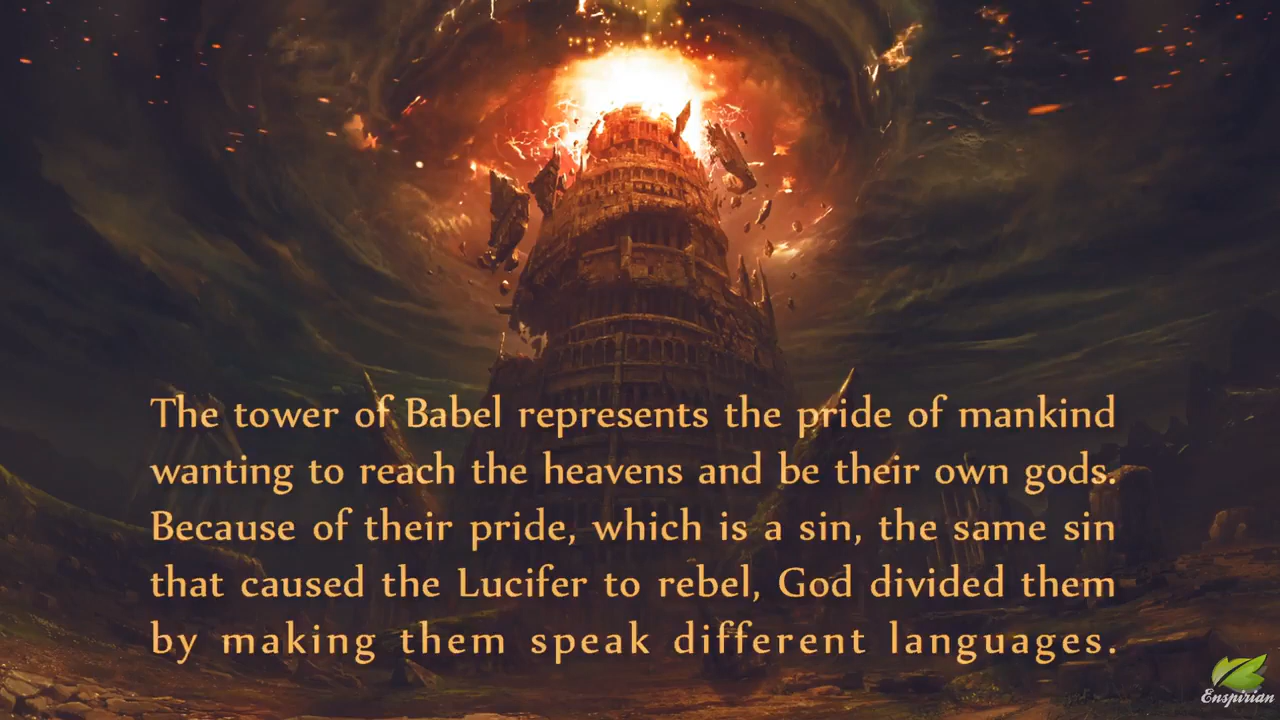 The tower of Babel represents the pride of mankind
wanting to reach the heavens and be their own gods.
Because of their pride, which is a sin, the same sin
that caused the Lucifer to rebel, God divided them
by making them speak different languages.
Enspirian